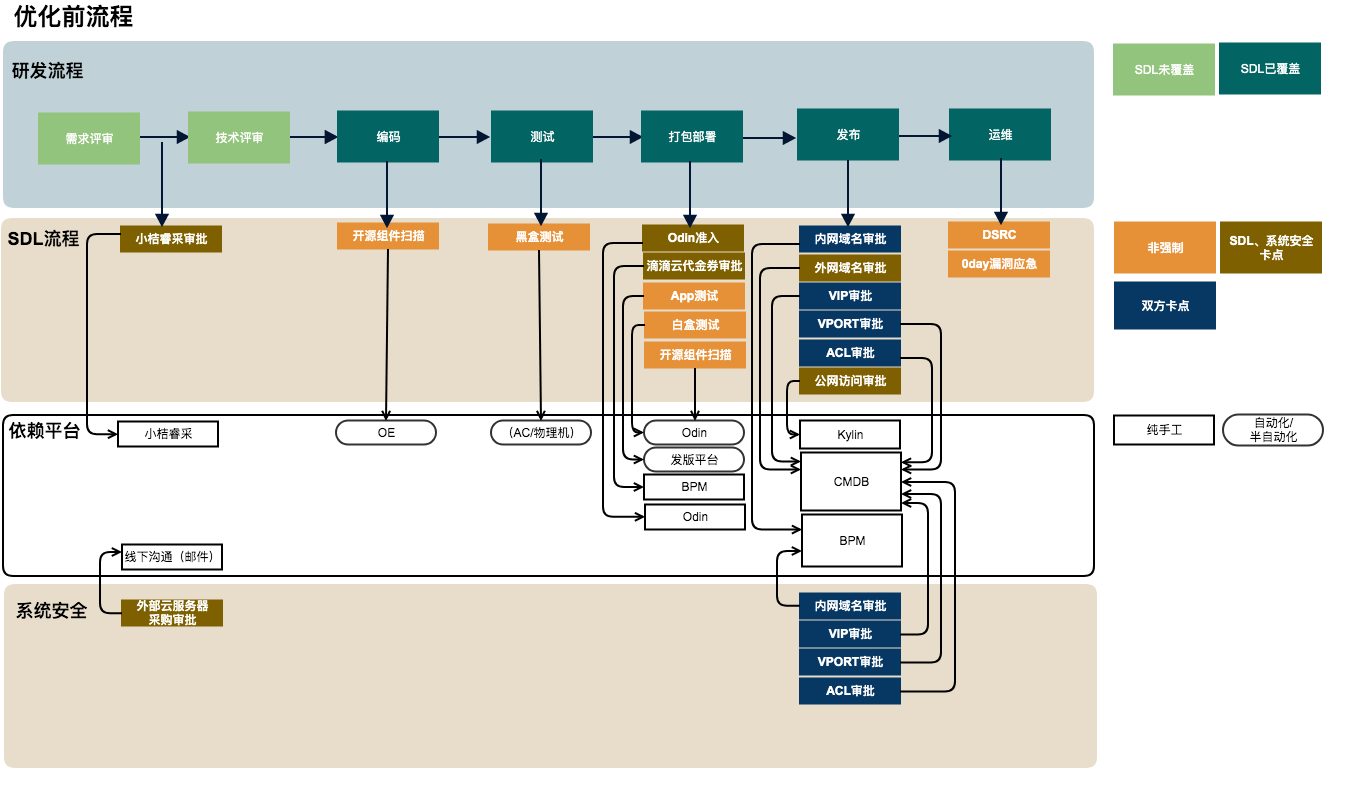 优化前流程
研发流程
需求评审
技术评审
编码
测试
打包部署
发布
运维
SDL未覆盖
SDL已覆盖
SDL流程
小桔睿采审批
开源组件扫描
黑盒测试
Odin准入
滴滴云代金券审批
App测试
白盒测试
开源组件扫描
内网域名审批
外网域名审批
VIP审批
VPORT审批
ACL审批
公网访问审批
DSRC
0day漏洞应急
非强制
SDL、系统安全
卡点
双方卡点
依赖平台
小桔睿采
OE
（AC/物理机）
Odin
发版平台
BPM
Odin
Kylin
CMDB
BPM
线下沟通（邮件）
纯手工
自动化/
半自动化
系统安全
外部云服务器
采购审批
内网域名审批
VIP审批
VPORT审批
ACL审批